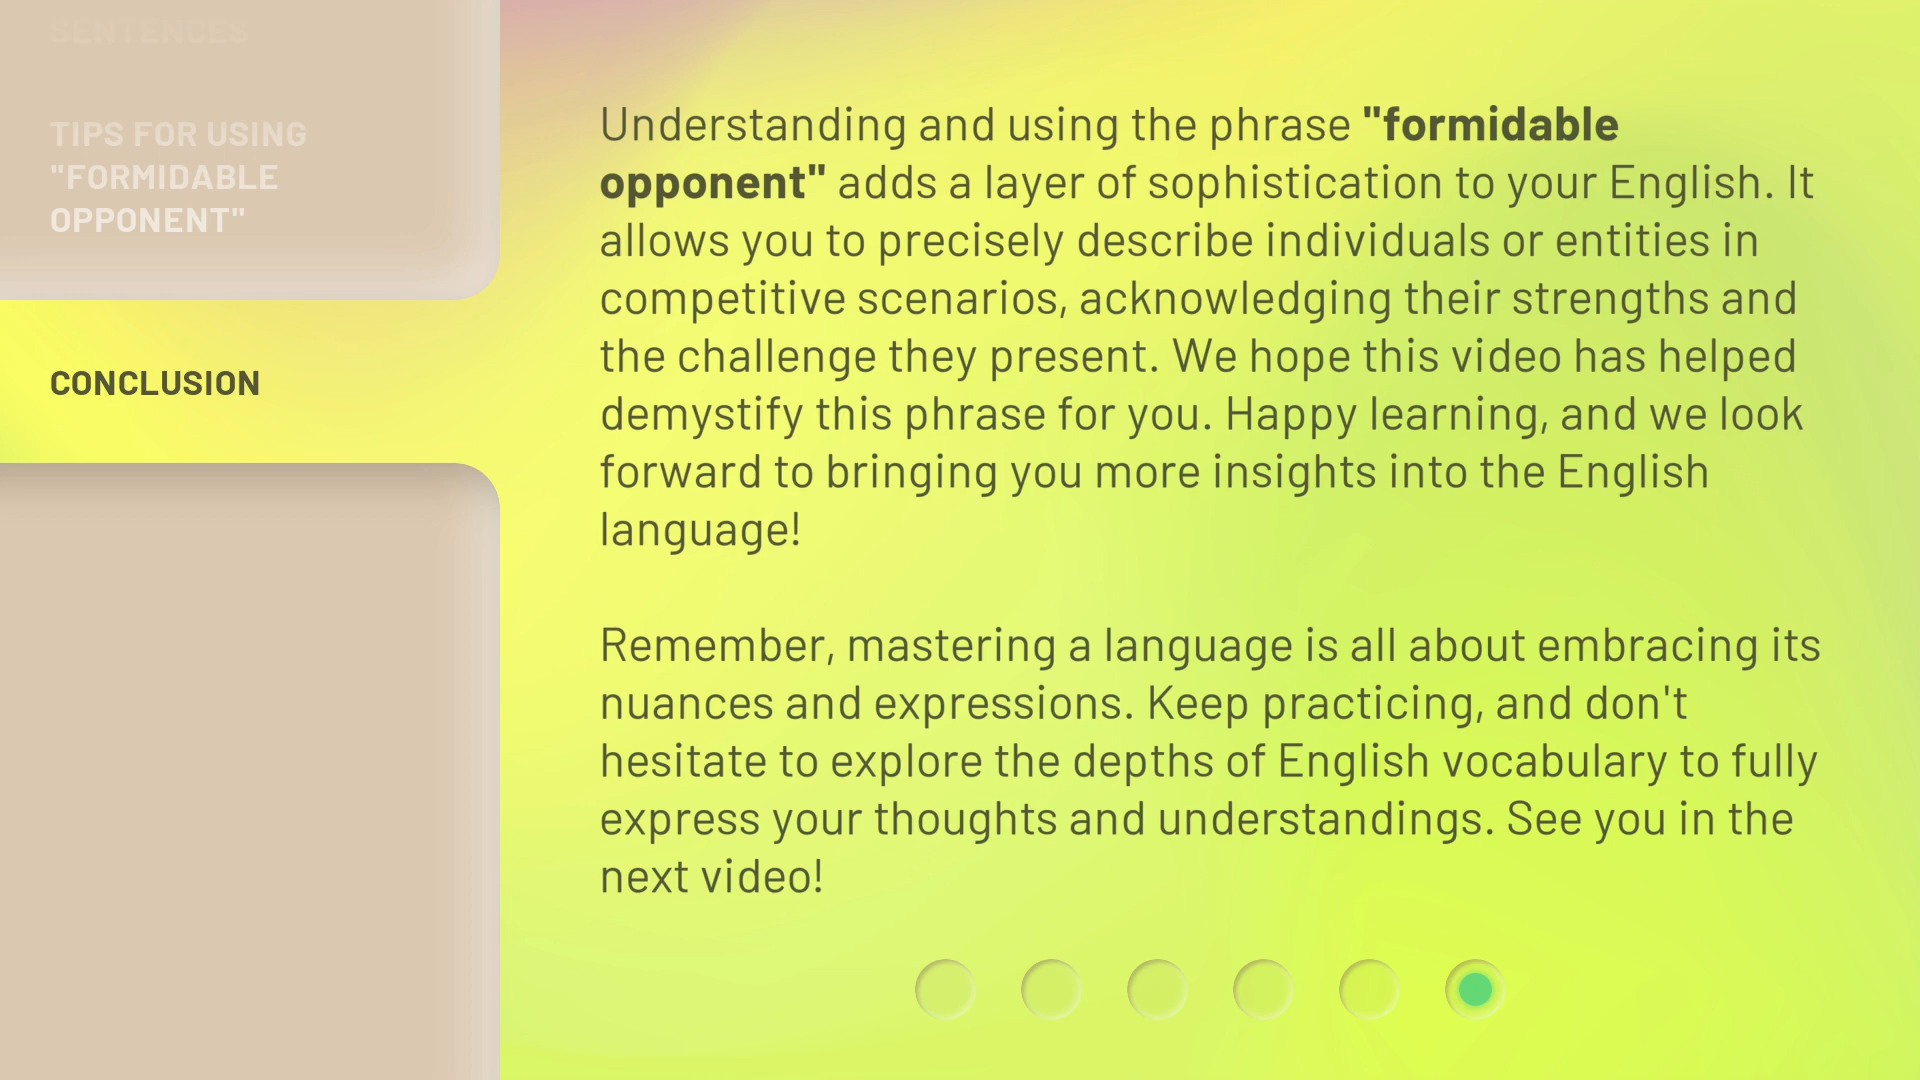 SENTENCES
TIPS FOR USING
"FORMIDABLE
OPPONENT"
CONCLUSION
Understanding and using the phrase "formidable
opponent" adds a layer of sophistication to your English. It
allows you to precisely describe individuals or entities in
competitive scenarios, acknowledging their strengths and
the challenge they present. We hope this video has helped
demystify this phrase for you. Happy learning, and we look
forward to bringing you more insights into the English
language!
Remember, mastering a language is all about embracing its
nuances and expressions. Keep practicing, and don't
hesitate to explore the depths of English vocabulary to fully
express your thoughts and understandings. See you in the
next video!